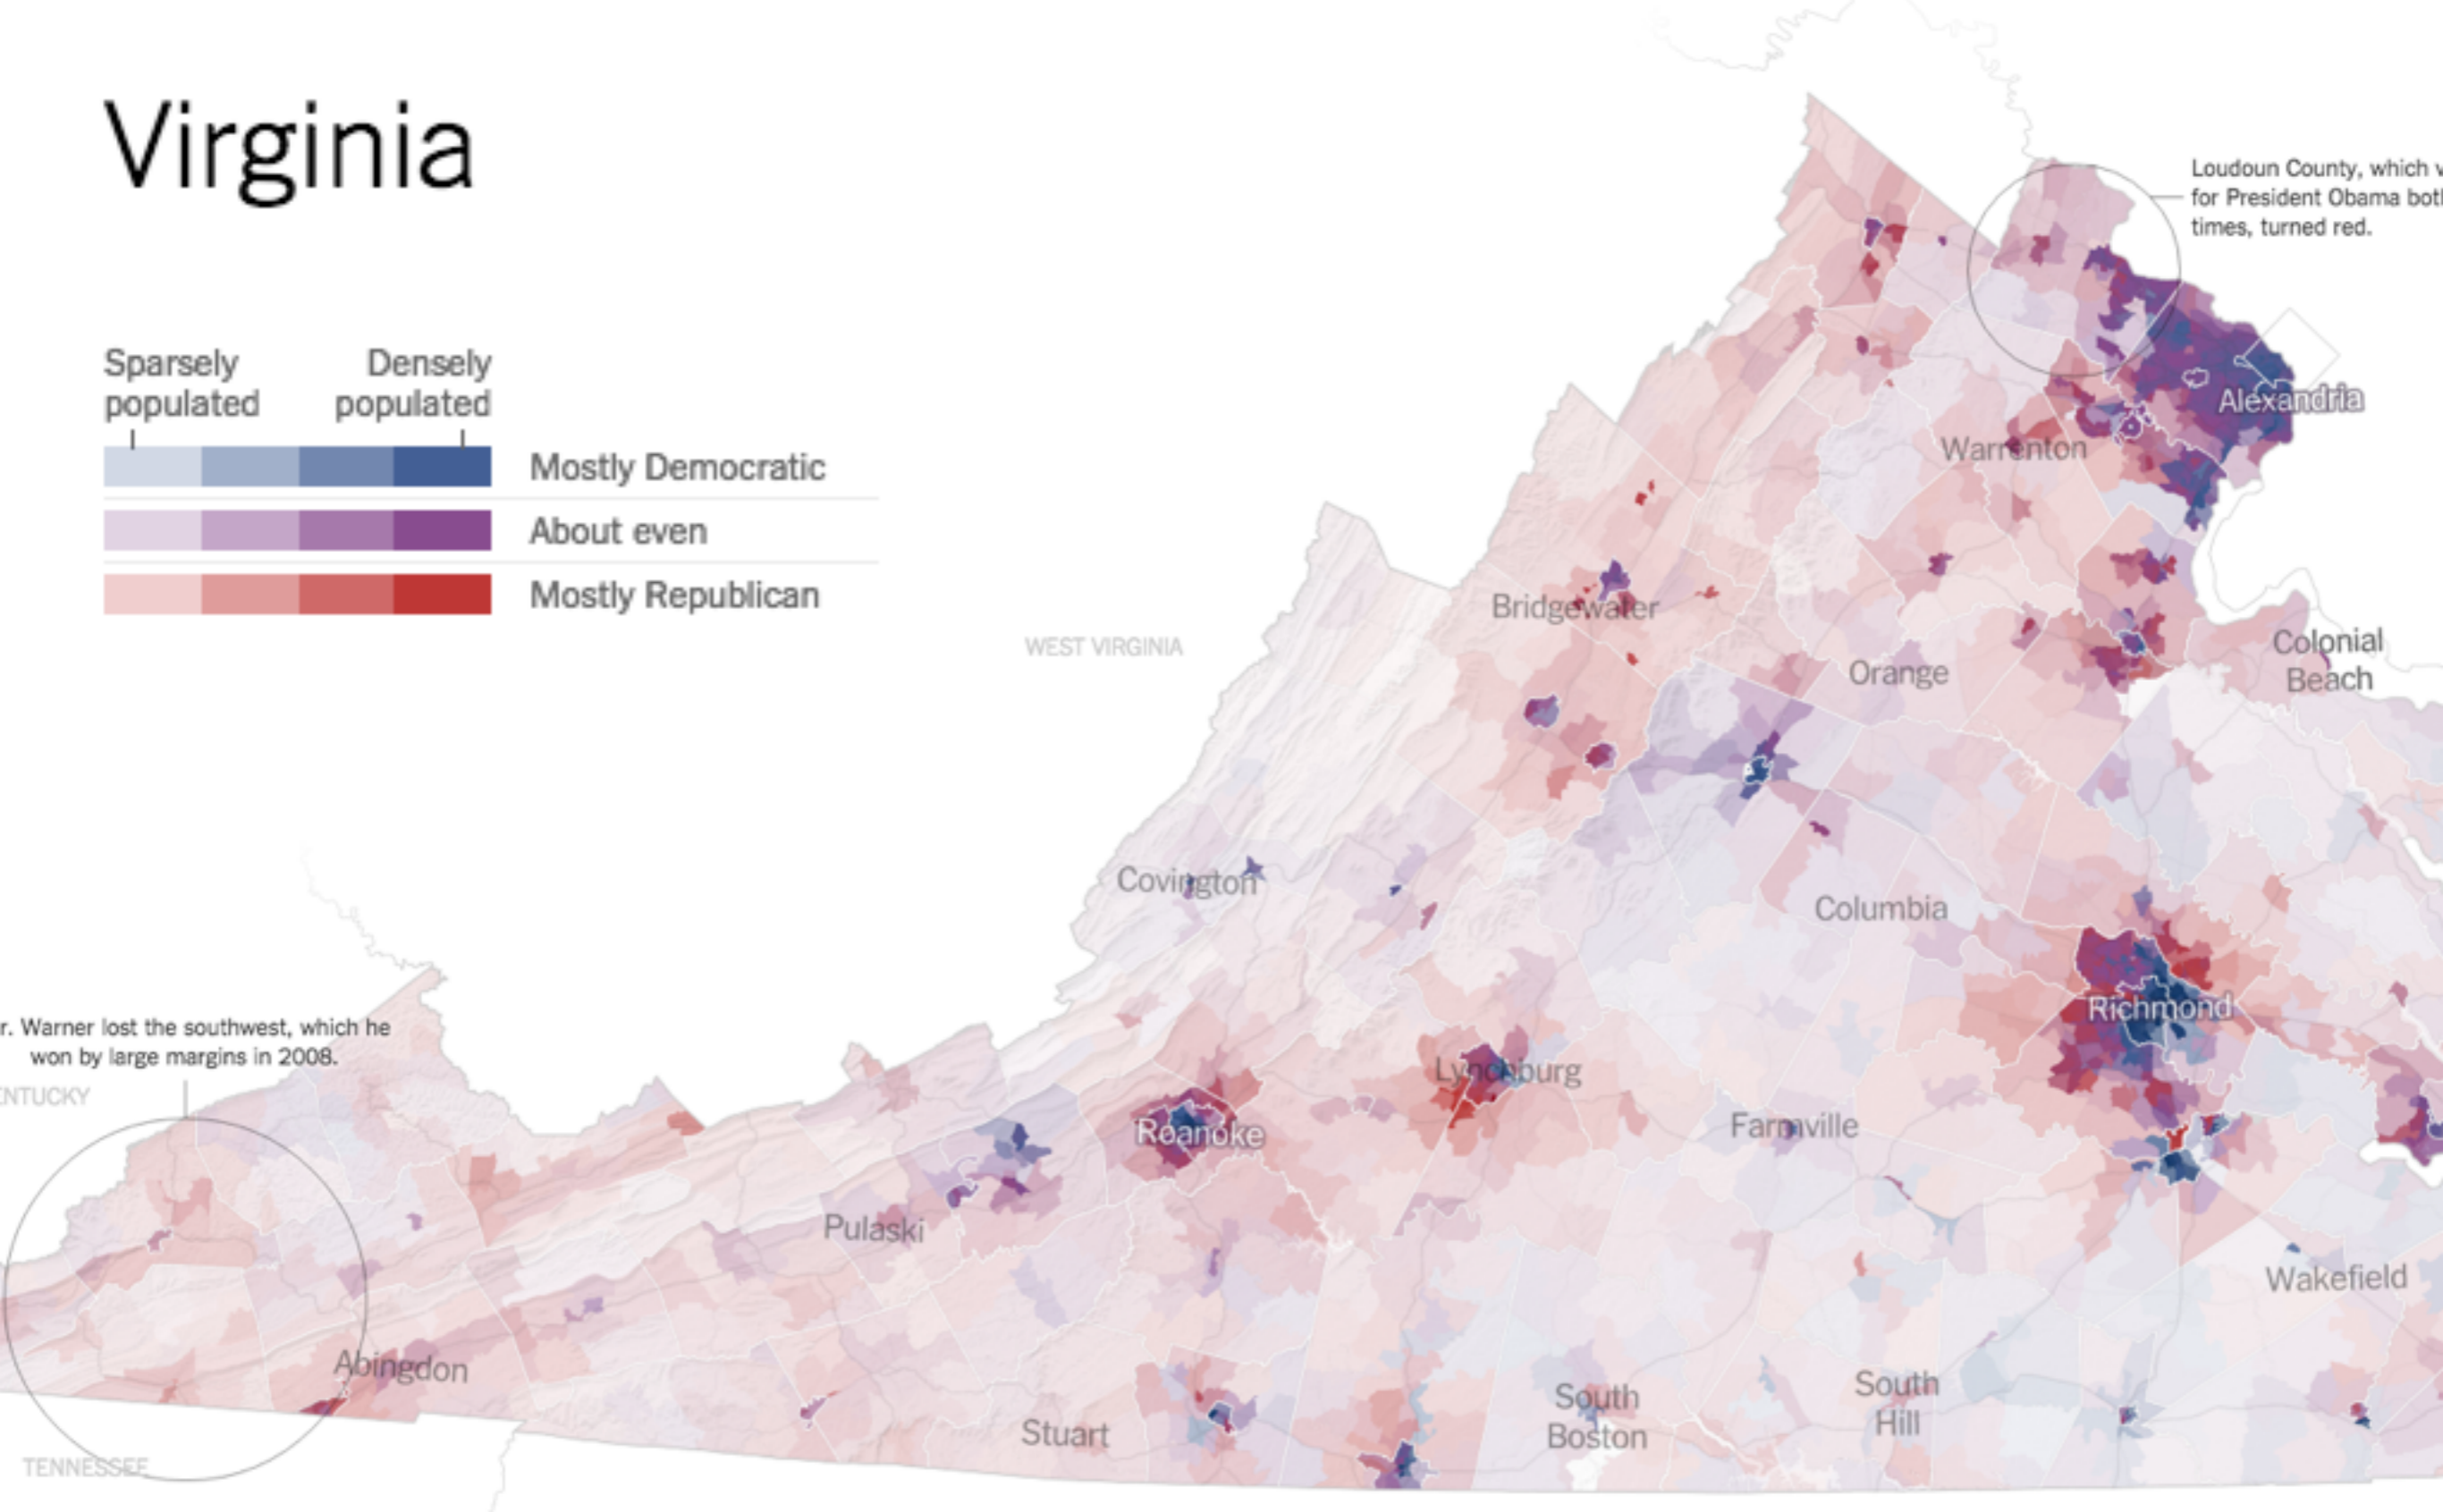 Virginia
Loudoun County, which v
for President Obama both
times, turned red.
Sparsely populated
Densely populated
Mostly Democratic
About even
Mostly Republican
Alexandria
Warrenton
Bridgewater
WEST VIRGINIA
Colonial
Beach
Orange
Covington
Columbia
Richmond
r. Warner lost the southwest, which he
won by large margins in 2008.
ENTUCKY
Lynchburg
Roanoke
Farmville
Pulaski
Wakefield
Abingdon
South
Boston
South
Hill
Stuart
TENNESSEE